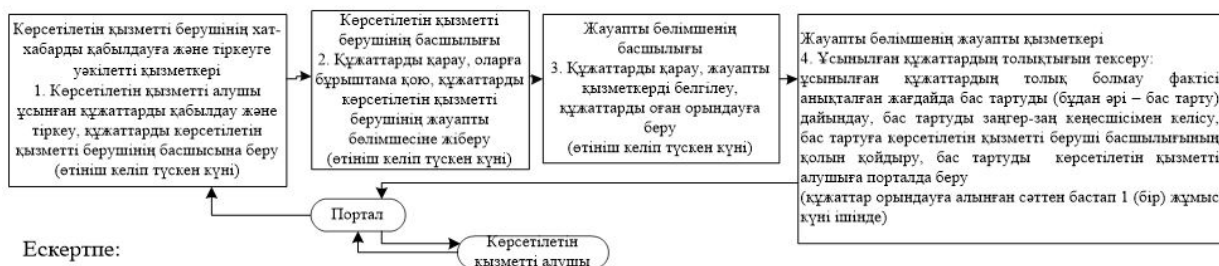 Көрсетілетін қызметті берушінің хат-
хабарды қабылдауға және тіркеуге
уәкілетті қызметкері
1. Көрсетілетін қызметті алушы
ұсынған құжаттарды қабылдау және
тіркеу, құжаттарды көрсетілетін
қызметті берушінің басшысына беру
(өтініш келіп түскен күні)
Көрсетілетін қызметті
берушінің басшылығы
2. Құжаттарды қарау, оларға
бұрыштама қою, құжаттарды
көрсетілетін қызметті
берушінің жауапты
бөлімшесіне жіберу
(өтініш келіп түскен күні)
Жауапты бөлімшенің
басшылығы
3. Құжаттарды қарау, жауапты
қызметкерді белгілеу,
құжаттарды оған орындауға
беру
(өтініш келіп түскен күні)
Жауапты бөлімшенің жауапты қызметкері
4. Ұсынылған құжаттардың толықтығын тексеру:
ұсынылған құжаттардың толық болмау фактісі
анықталған жағдайда бас тартуды (бұдан әрі – бас тарту)
дайындау, бас тартуды заңгер-заң кеңесшісімен келісу,
бас тартуға көрсетілетін қызметті беруші басшылығының
қолын қойдыру, бас тартуды көрсетілетін қызметті
алушыға порталда беру
(құжаттар орындауға алынған сәттен бастап 1 (бір) жұмыс
күні ішінде)
Портал
Көрсетілетін
қызметті алушы
Ескертпе: